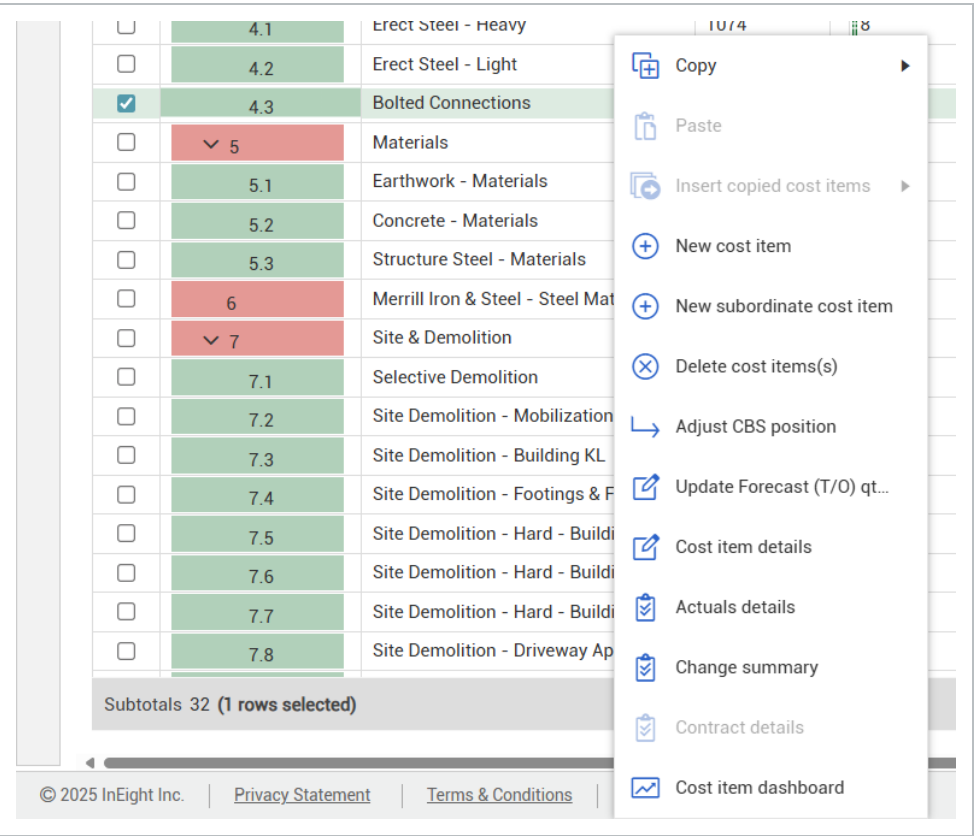 4.1 Erect Steel - Heavy 1074 8
4.2 Erect Steel - Light
4.3 Bolted Connections
5 Materials
5.1 Earthwork - Materials
5.2 Concrete - Materials
5.3 Structure Steel - Materials
6 Merrill Iron & Steel - Steel Mat
7 Site & Demolition
7.1 Selective Demolition
7.2 Site Demolition - Mobilization
7.3 Site Demolition - Building KL
7.4 Site Demolition - Footings & F
7.5 Site Demolition - Hard - Buildi
7.6 Site Demolition - Hard - Buildi
7.7 Site Demolition - Hard - Buildi
7.8 Site Demolition - Driveway Ap
Subtotals 32 (1 rows selected)
Copy
Paste
Insert copied cost items
New cost item
New subordinate cost item
Delete cost items(s)
Adjust CBS position
Update Forecast (T/O) qt...
Cost item details
Actuals details
Change summary
Contract details
Cost item dashboard
© 2025 InEight Inc. Privacy Statement Terms & Conditions